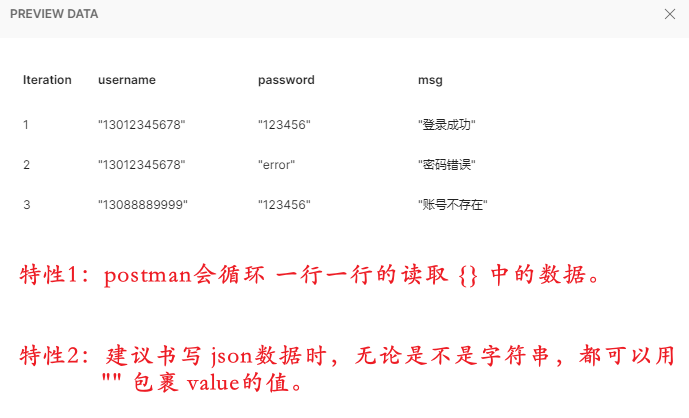 PREVIEW DATA
Iteration username password msg
1 "13012345678" "123456" "登录成功"
2 "13012345678" "error" "密码错误"
3 "13088889999" "123456" "账号不存在"
特性1：postman会循环 一行一行的读取 {} 中的数据。
特性2：建议书写 json数据时，无论是不是字符串，都可以用
"" 包裹 value的值。